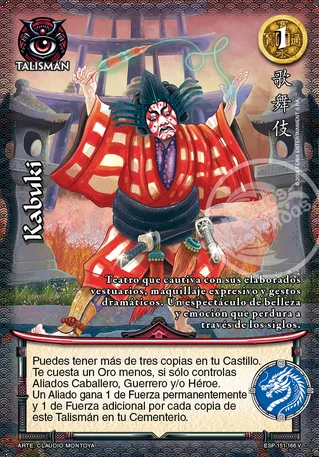 TALISMAN
1
歌舞伎
Kabuki
Teatro que cautiva con sus elaborados
vestuarios, maquillaje expresivo y gestos
dramáticos. Un espectáculo de belleza
y emoción que perdura a
través de los siglos.
Puedes tener más de tres copias en tu Castillo.
Te cuesta un Oro menos, si sólo controlas
Aliados Caballero, Guerrero y/o Héroe.
Un Aliado gana 1 de Fuerza permanentemente
y 1 de Fuerza adicional por cada copia de
este Talismán en tu Cementerio.
ARTE: CLAUDIO MONTOYA
ESP-151-166 V